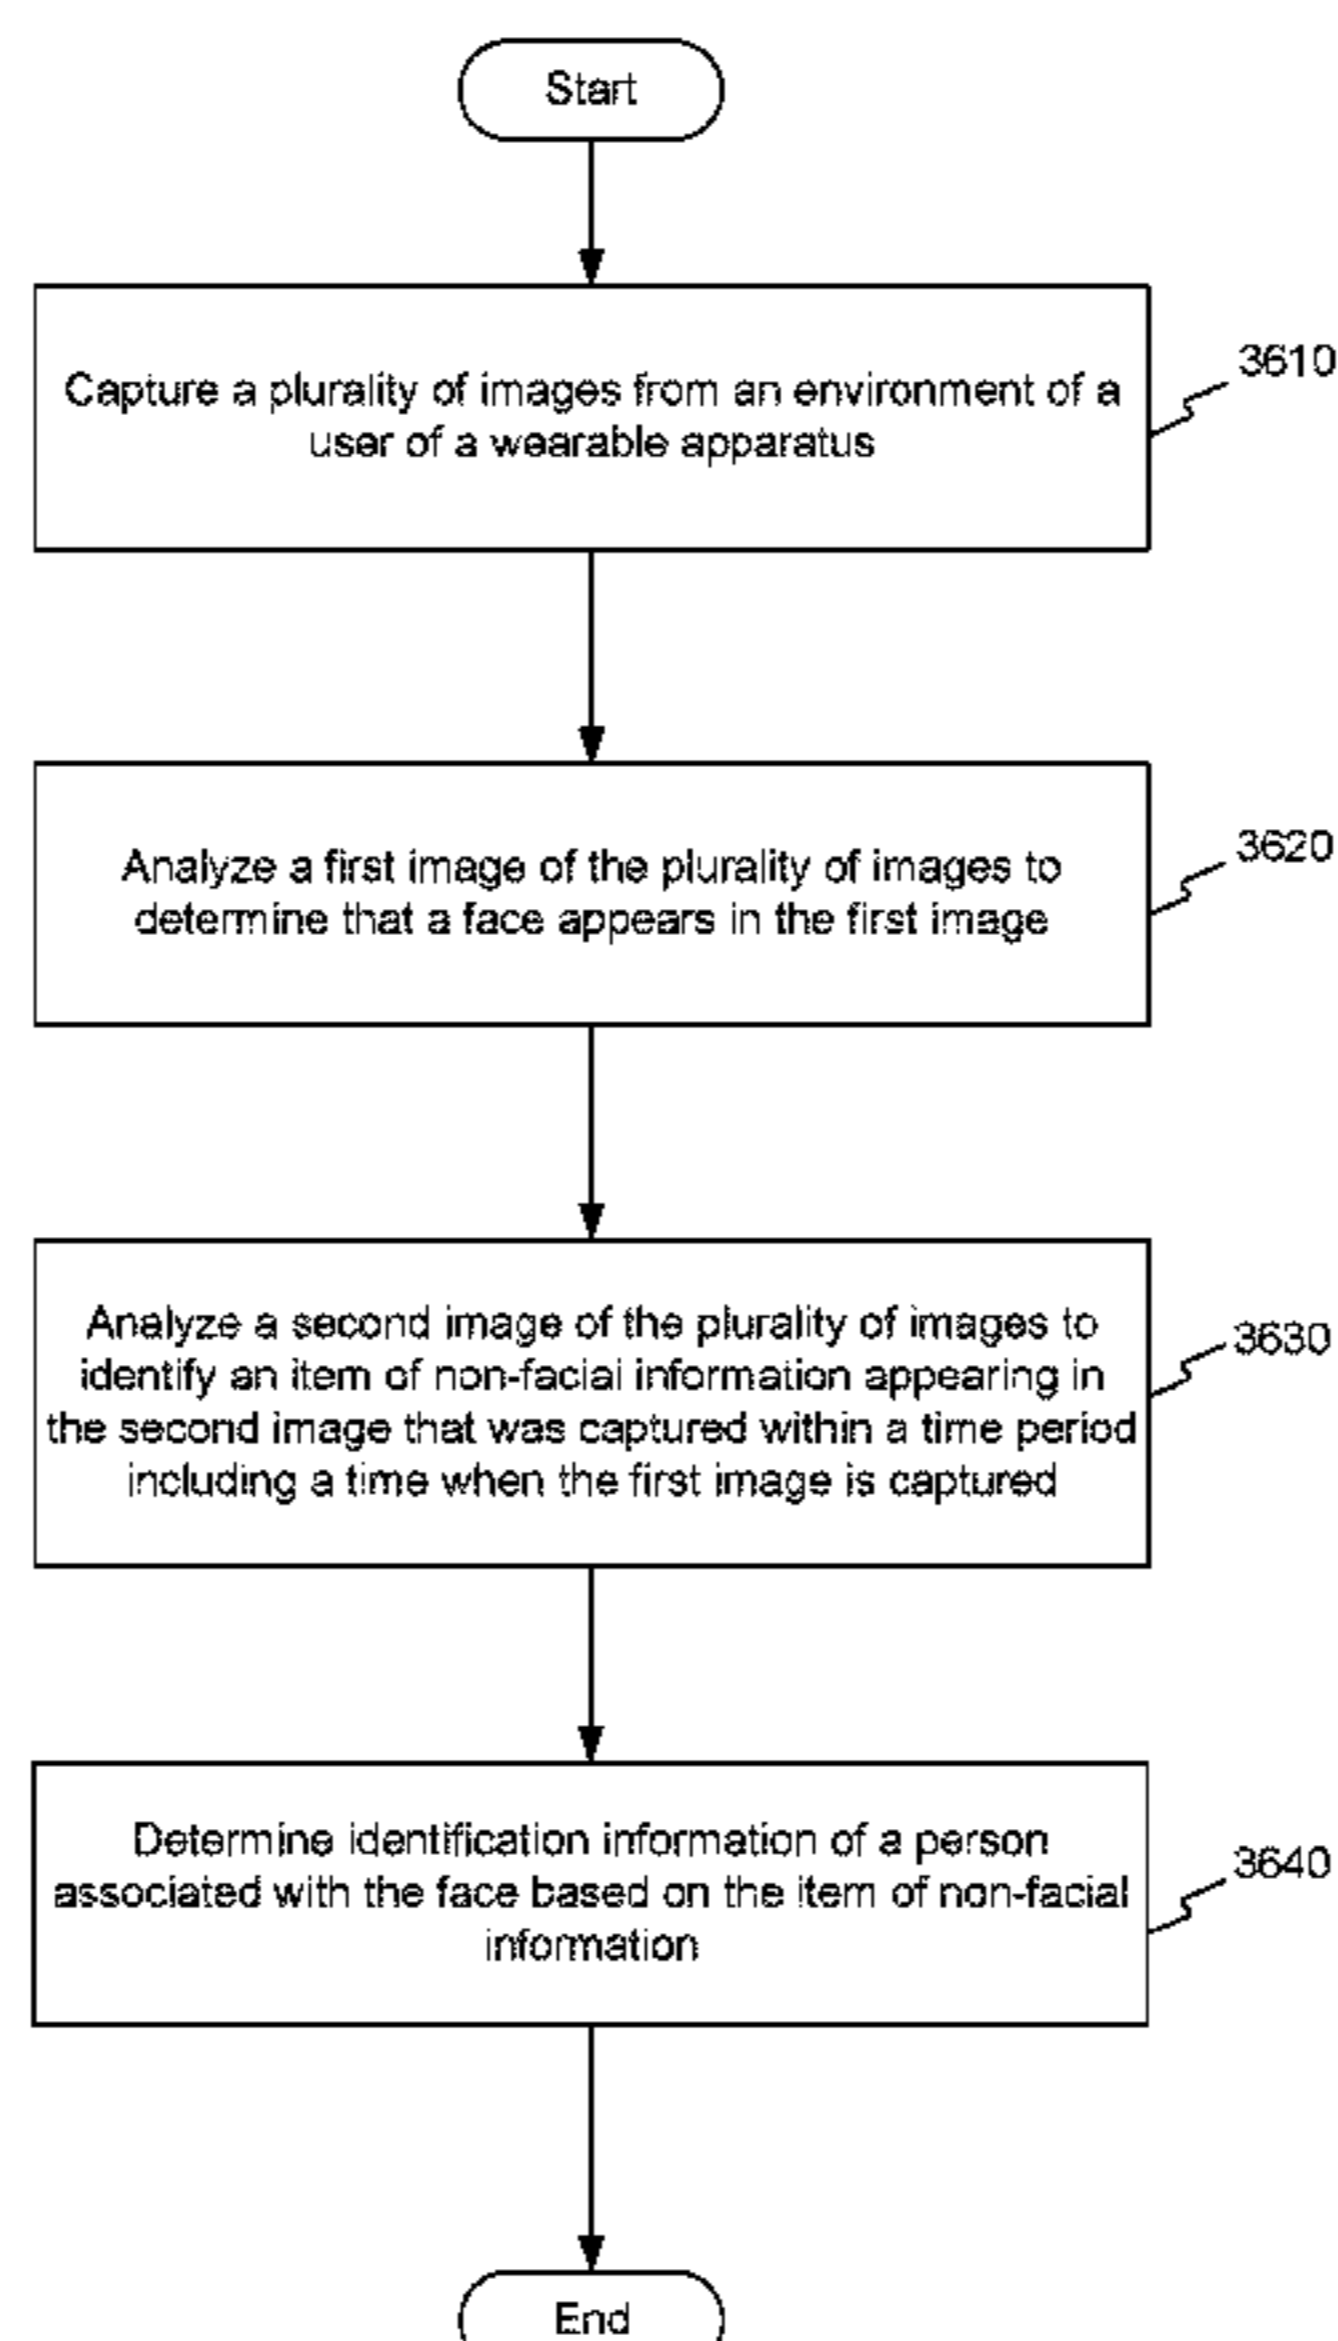 Start
Capture a plurality of images from an environment of a
user of a wearable apparatus
3610
Analyze a first image of the plurality of images to
determine that a face appears in the first image
3620
Analyze a second image of the plurality of images to
identify an item of non-facial information appearing in
the second image that was captured within a time period
including a time when the first image is captured
3630
Determine identification information of a person
associated with the face based on the item of non-facial
information
3640
End